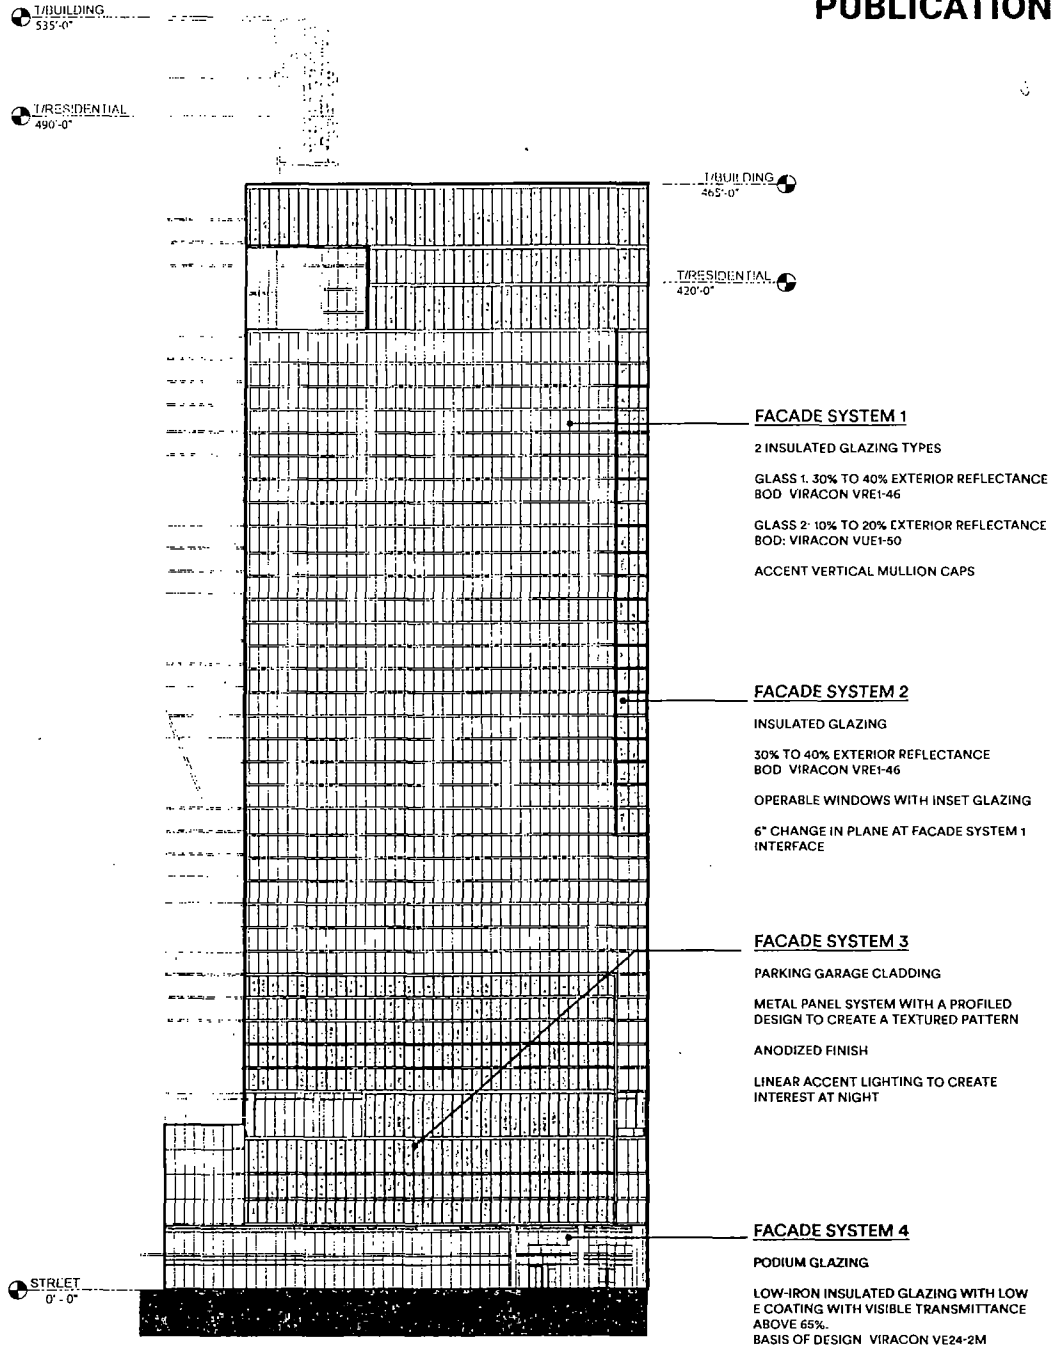 PUBLICATION
T/BUILDING
535'-0"
T/RESIDENTIAL
490'-0"
T/BUILDING
465'-0"
T/RESIDENTIAL
420'-0"
FACADE SYSTEM 1
2 INSULATED GLAZING TYPES
GLASS 1. 30% TO 40% EXTERIOR REFLECTANCE
BOD VIRACON VRE1-46
GLASS 2· 10% TO 20% EXTERIOR REFLECTANCE
BOD: VIRACON VUE1-50
ACCENT VERTICAL MULLION CAPS
FACADE SYSTEM 2
INSULATED GLAZING
30% TO 40% EXTERIOR REFLECTANCE
BOD VIRACON VRE1-46
OPERABLE WINDOWS WITH INSET GLAZING
6" CHANGE IN PLANE AT FACADE SYSTEM 1
INTERFACE
FACADE SYSTEM 3
PARKING GARAGE CLADDING
METAL PANEL SYSTEM WITH A PROFILED
DESIGN TO CREATE A TEXTURED PATTERN
ANODIZED FINISH
LINEAR ACCENT LIGHTING TO CREATE
INTEREST AT NIGHT
FACADE SYSTEM 4
PODIUM GLAZING
LOW-IRON INSULATED GLAZING WITH LOW
E COATING WITH VISIBLE TRANSMITTANCE
ABOVE 65%.
BASIS OF DESIGN VIRACON VE24-2M
STREET
0' - 0"